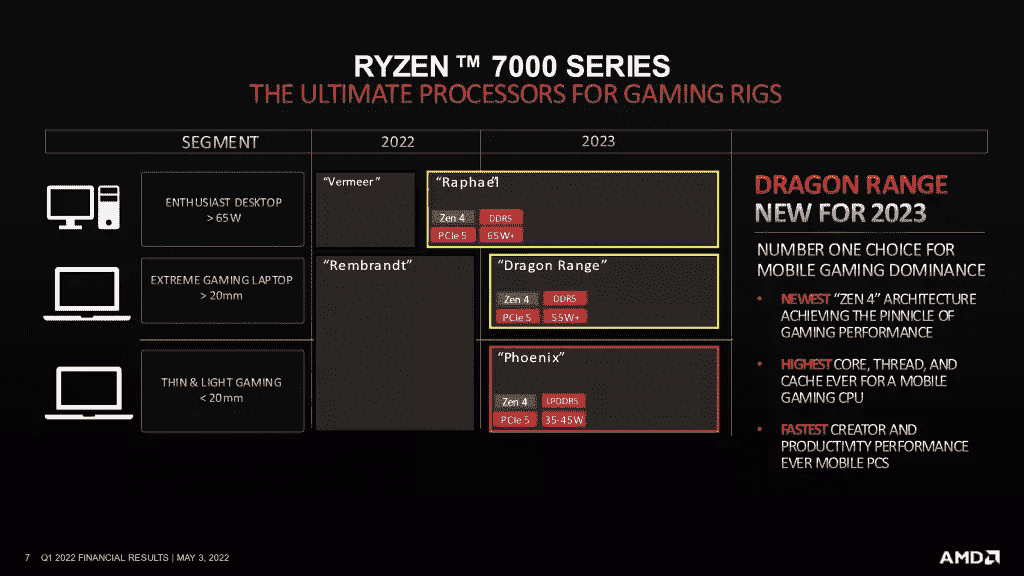 RYZEN™ 7000 SERIES
THE ULTIMATE PROCESSORS FOR GAMING RIGS
SEGMENT 2022 2023
ENTHUSIAST DESKTOP
> 65W
"Vermeer"
"Raphael"
Zen 4 DDR5
PCIe 5 65W+
EXTREME GAMING LAPTOP
> 20mm
"Rembrandt"
"Dragon Range"
Zen 4 DDR5
PCIe 5 55W+
THIN & LIGHT GAMING
< 20mm
"Phoenix"
Zen 4 LPDDR5
PCIe 5 35-45W
DRAGON RANGE
NEW FOR 2023
NUMBER ONE CHOICE FOR
MOBILE GAMING DOMINANCE
• NEWEST "ZEN 4" ARCHITECTURE
ACHIEVING THE PINNICLE OF
GAMING PERFORMANCE
• HIGHEST CORE, THREAD, AND
CACHE EVER FOR A MOBILE
GAMING CPU
• FASTEST CREATOR AND
PRODUCTIVITY PERFORMANCE
EVER MOBILE PCS
7 Q1 2022 FINANCIAL RESULTS | MAY 3, 2022
AMD